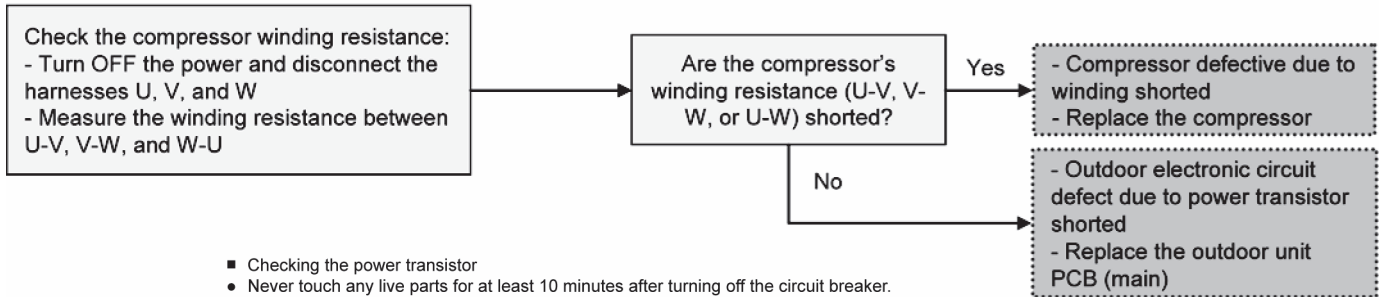 Check the compressor winding resistance:
- Turn OFF the power and disconnect the
harnesses U, V, and W
- Measure the winding resistance between
U-V, V-W, and W-U
Are the compressor's
winding resistance (U-V, V-
W, or U-W) shorted?
Yes
- Compressor defective due to
winding shorted
- Replace the compressor
No
- Outdoor electronic circuit
defect due to power transistor
shorted
- Replace the outdoor unit
PCB (main)
■ Checking the power transistor
● Never touch any live parts for at least 10 minutes after turning off the circuit breaker.